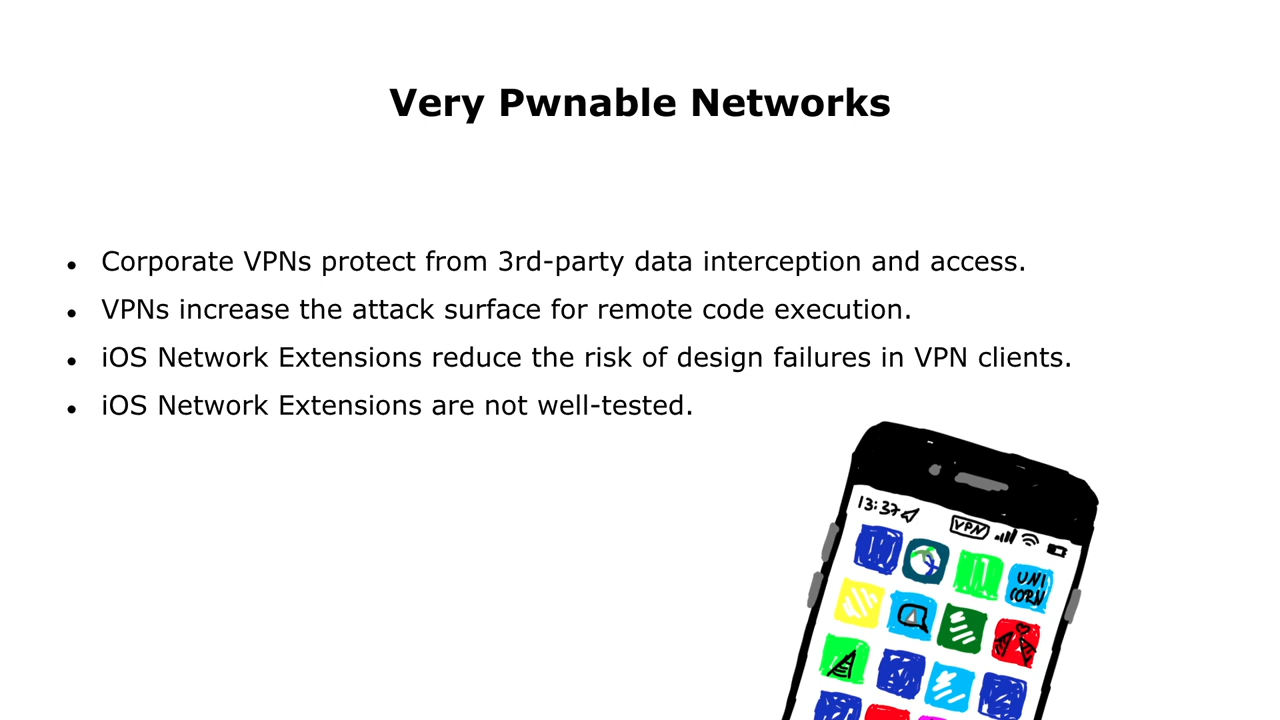 Very Pwnable Networks
Corporate VPNs protect from 3rd-party data interception and access.
VPNs increase the attack surface for remote code execution.
iOS Network Extensions reduce the risk of design failures in VPN clients.
iOS Network Extensions are not well-tested.
13:37 VPN
UNI
CORN